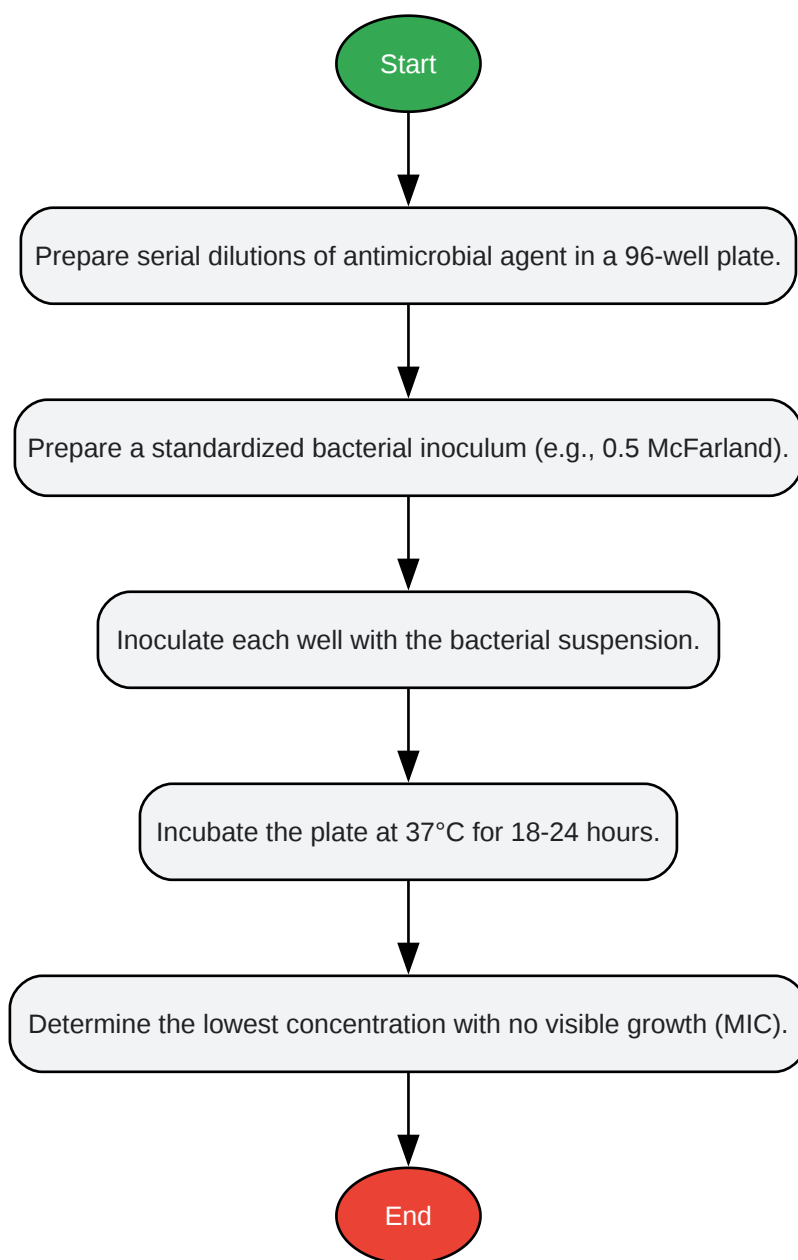 Start
Prepare serial dilutions of antimicrobial agent in a 96-well plate.
Prepare a standardized bacterial inoculum (e.g., 0.5 McFarland).
Inoculate each well with the bacterial suspension.
Incubate the plate at 37°C for 18-24 hours.
Determine the lowest concentration with no visible growth (MIC).
End